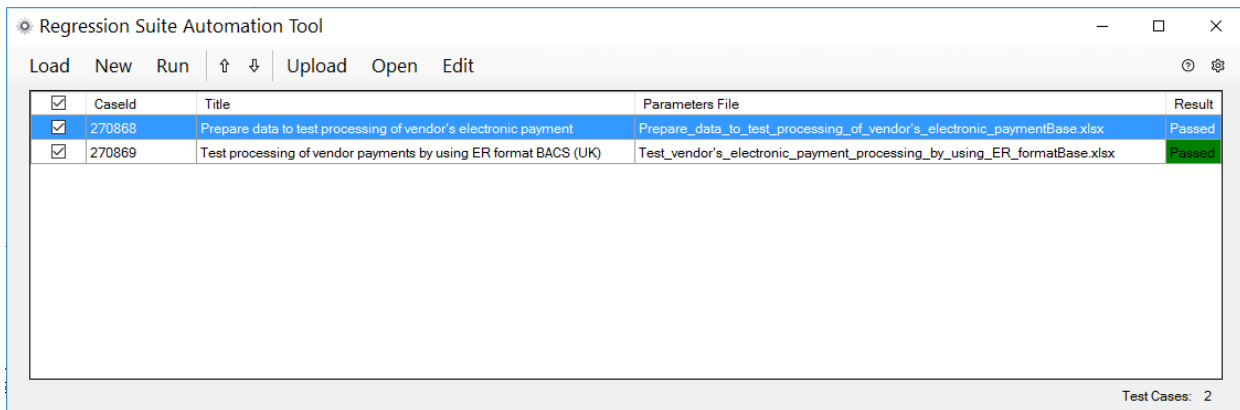 Regression Suite Automation Tool
Load New Run Upload Open Edit
CaseId Title Parameters File Result
270868 Prepare data to test processing of vendor's electronic payment Prepare_data_to_test_processing_of_vendor's_electronic_paymentBase.xlsx Passed
270869 Test processing of vendor payments by using ER format BACS (UK) Test_vendor's_electronic_payment_processing_by_using_ER_formatBase.xlsx Passed
Test Cases: 2